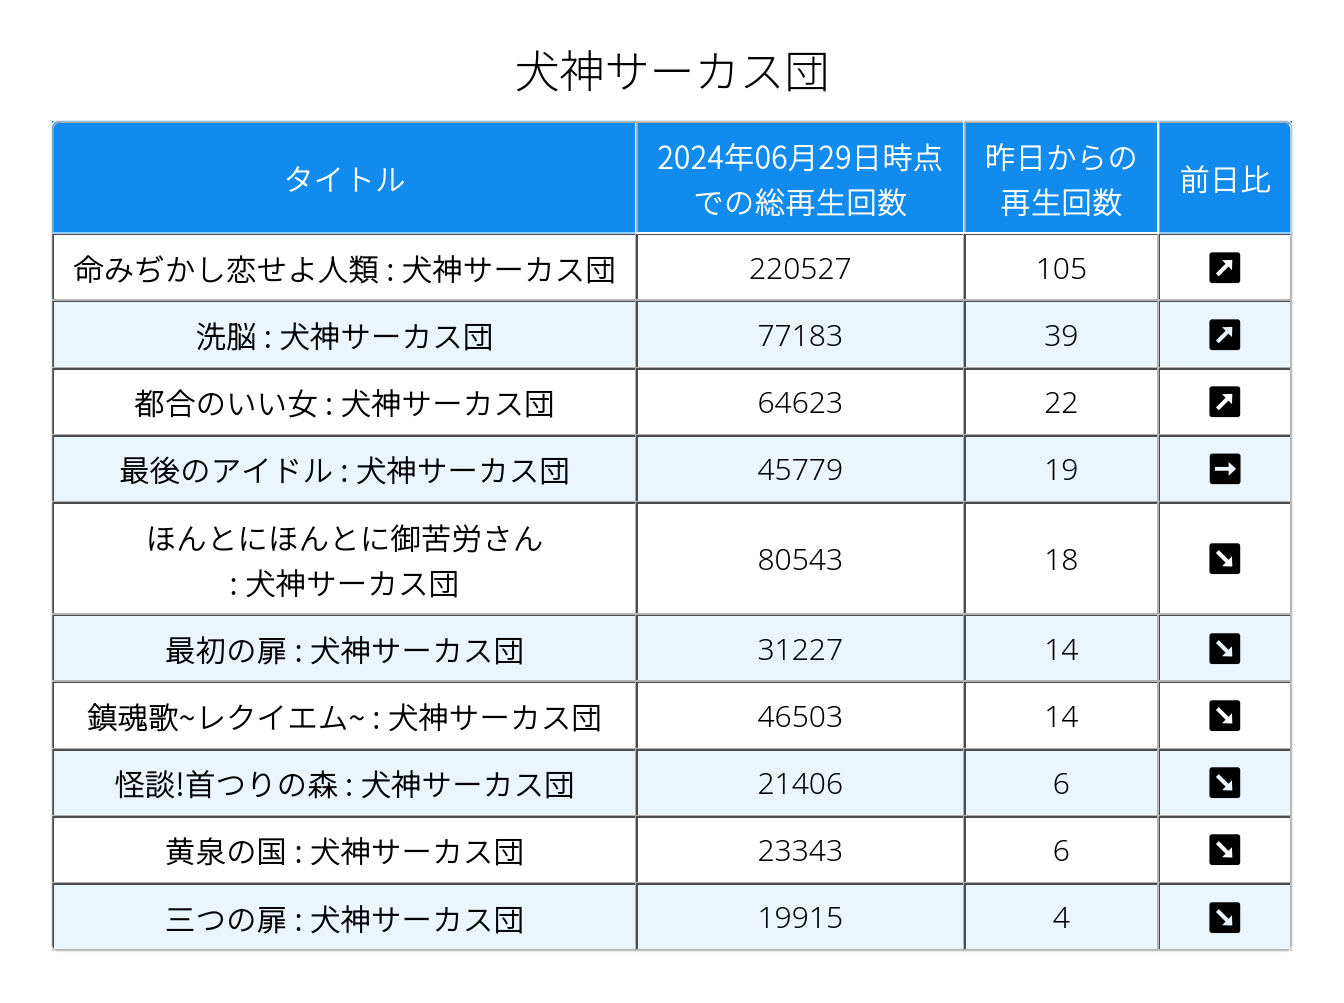 犬神サーカス団
タイトル
2024年06月29日時点
での総再生回数
昨日からの
再生回数
前日比
命みぢかし恋せよ人類 : 犬神サーカス団 220527 105
洗脳 : 犬神サーカス団 77183 39
都合のいい女 : 犬神サーカス団 64623 22
最後のアイドル : 犬神サーカス団 45779 19
ほんとにほんとに御苦労さん
: 犬神サーカス団 80543 18
最初の扉 : 犬神サーカス団 31227 14
鎮魂歌~レクイエム~ : 犬神サーカス団 46503 14
怪談!首つりの森 : 犬神サーカス団 21406 6
黄泉の国 : 犬神サーカス団 23343 6
三つの扉 : 犬神サーカス団 19915 4